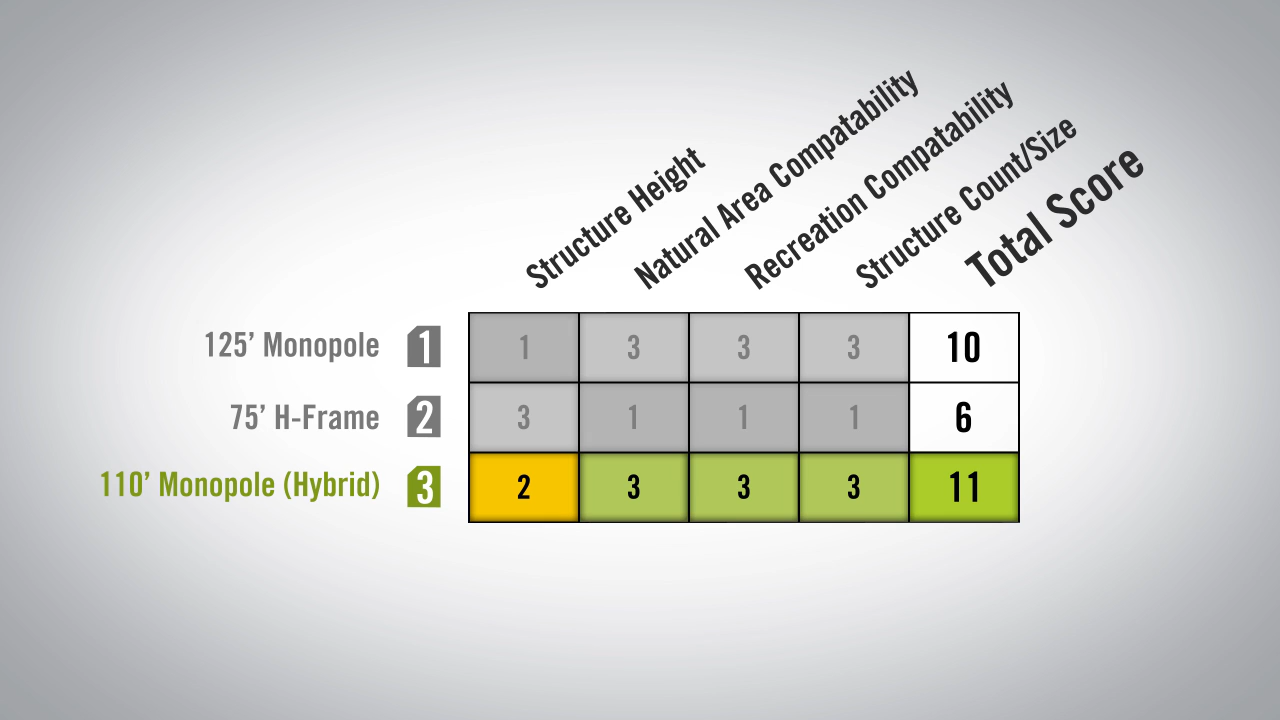 Structure Height
Natural Area Compatability
Recreation Compatability
Structure Count/Size
Total Score
125’ Monopole 1 1 3 3 3 10
75’ H-Frame 2 3 1 1 1 6
110’ Monopole (Hybrid) 3 2 3 3 3 11